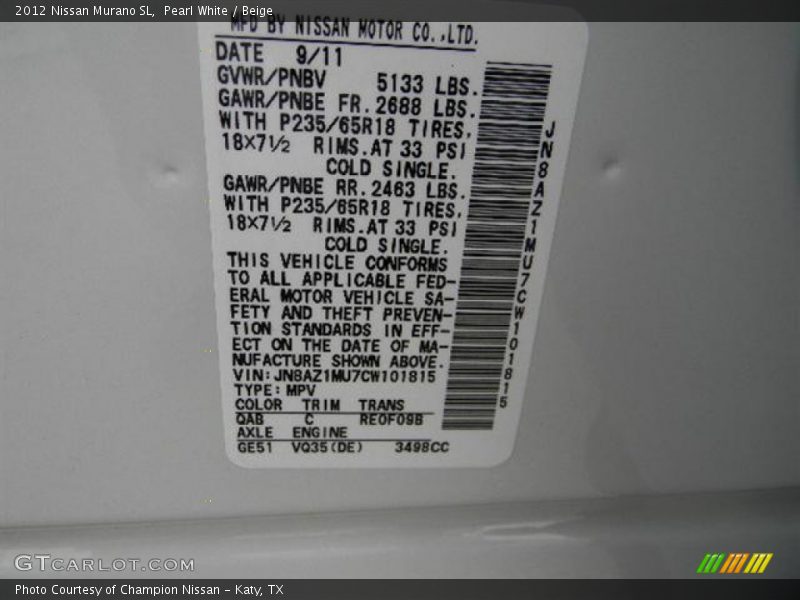 2012 Nissan Murano SL,  Pearl White / Beige
MFD BY NISSAN MOTOR CO.,LTD.
DATE 9/11
GVWR/PNBV 5133 LBS.
GAWR/PNBE FR. 2688 LBS.
WITH P235/65R18 TIRES,
18X7½ RIMS.AT 33 PSI
COLD SINGLE.
GAWR/PNBE RR. 2463 LBS.
WITH P235/65R18 TIRES,
18X7½ RIMS.AT 33 PSI
COLD SINGLE.
THIS VEHICLE CONFORMS
TO ALL APPLICABLE FED-
ERAL MOTOR VEHICLE SA-
FETY AND THEFT PREVEN-
TION STANDARDS IN EFF-
ECT ON THE DATE OF MA-
NUFACTURE SHOWN ABOVE.
VIN:JN8AZ1MU7CW101815
TYPE:MPV
COLOR TRIM TRANS
QAB C RE0F09B
AXLE ENGINE
GE51 VQ35(DE) 3498CC
JN8AZ1MU7CW101815
GTCARLOT.COM
Photo Courtesy of Champion Nissan - Katy, TX